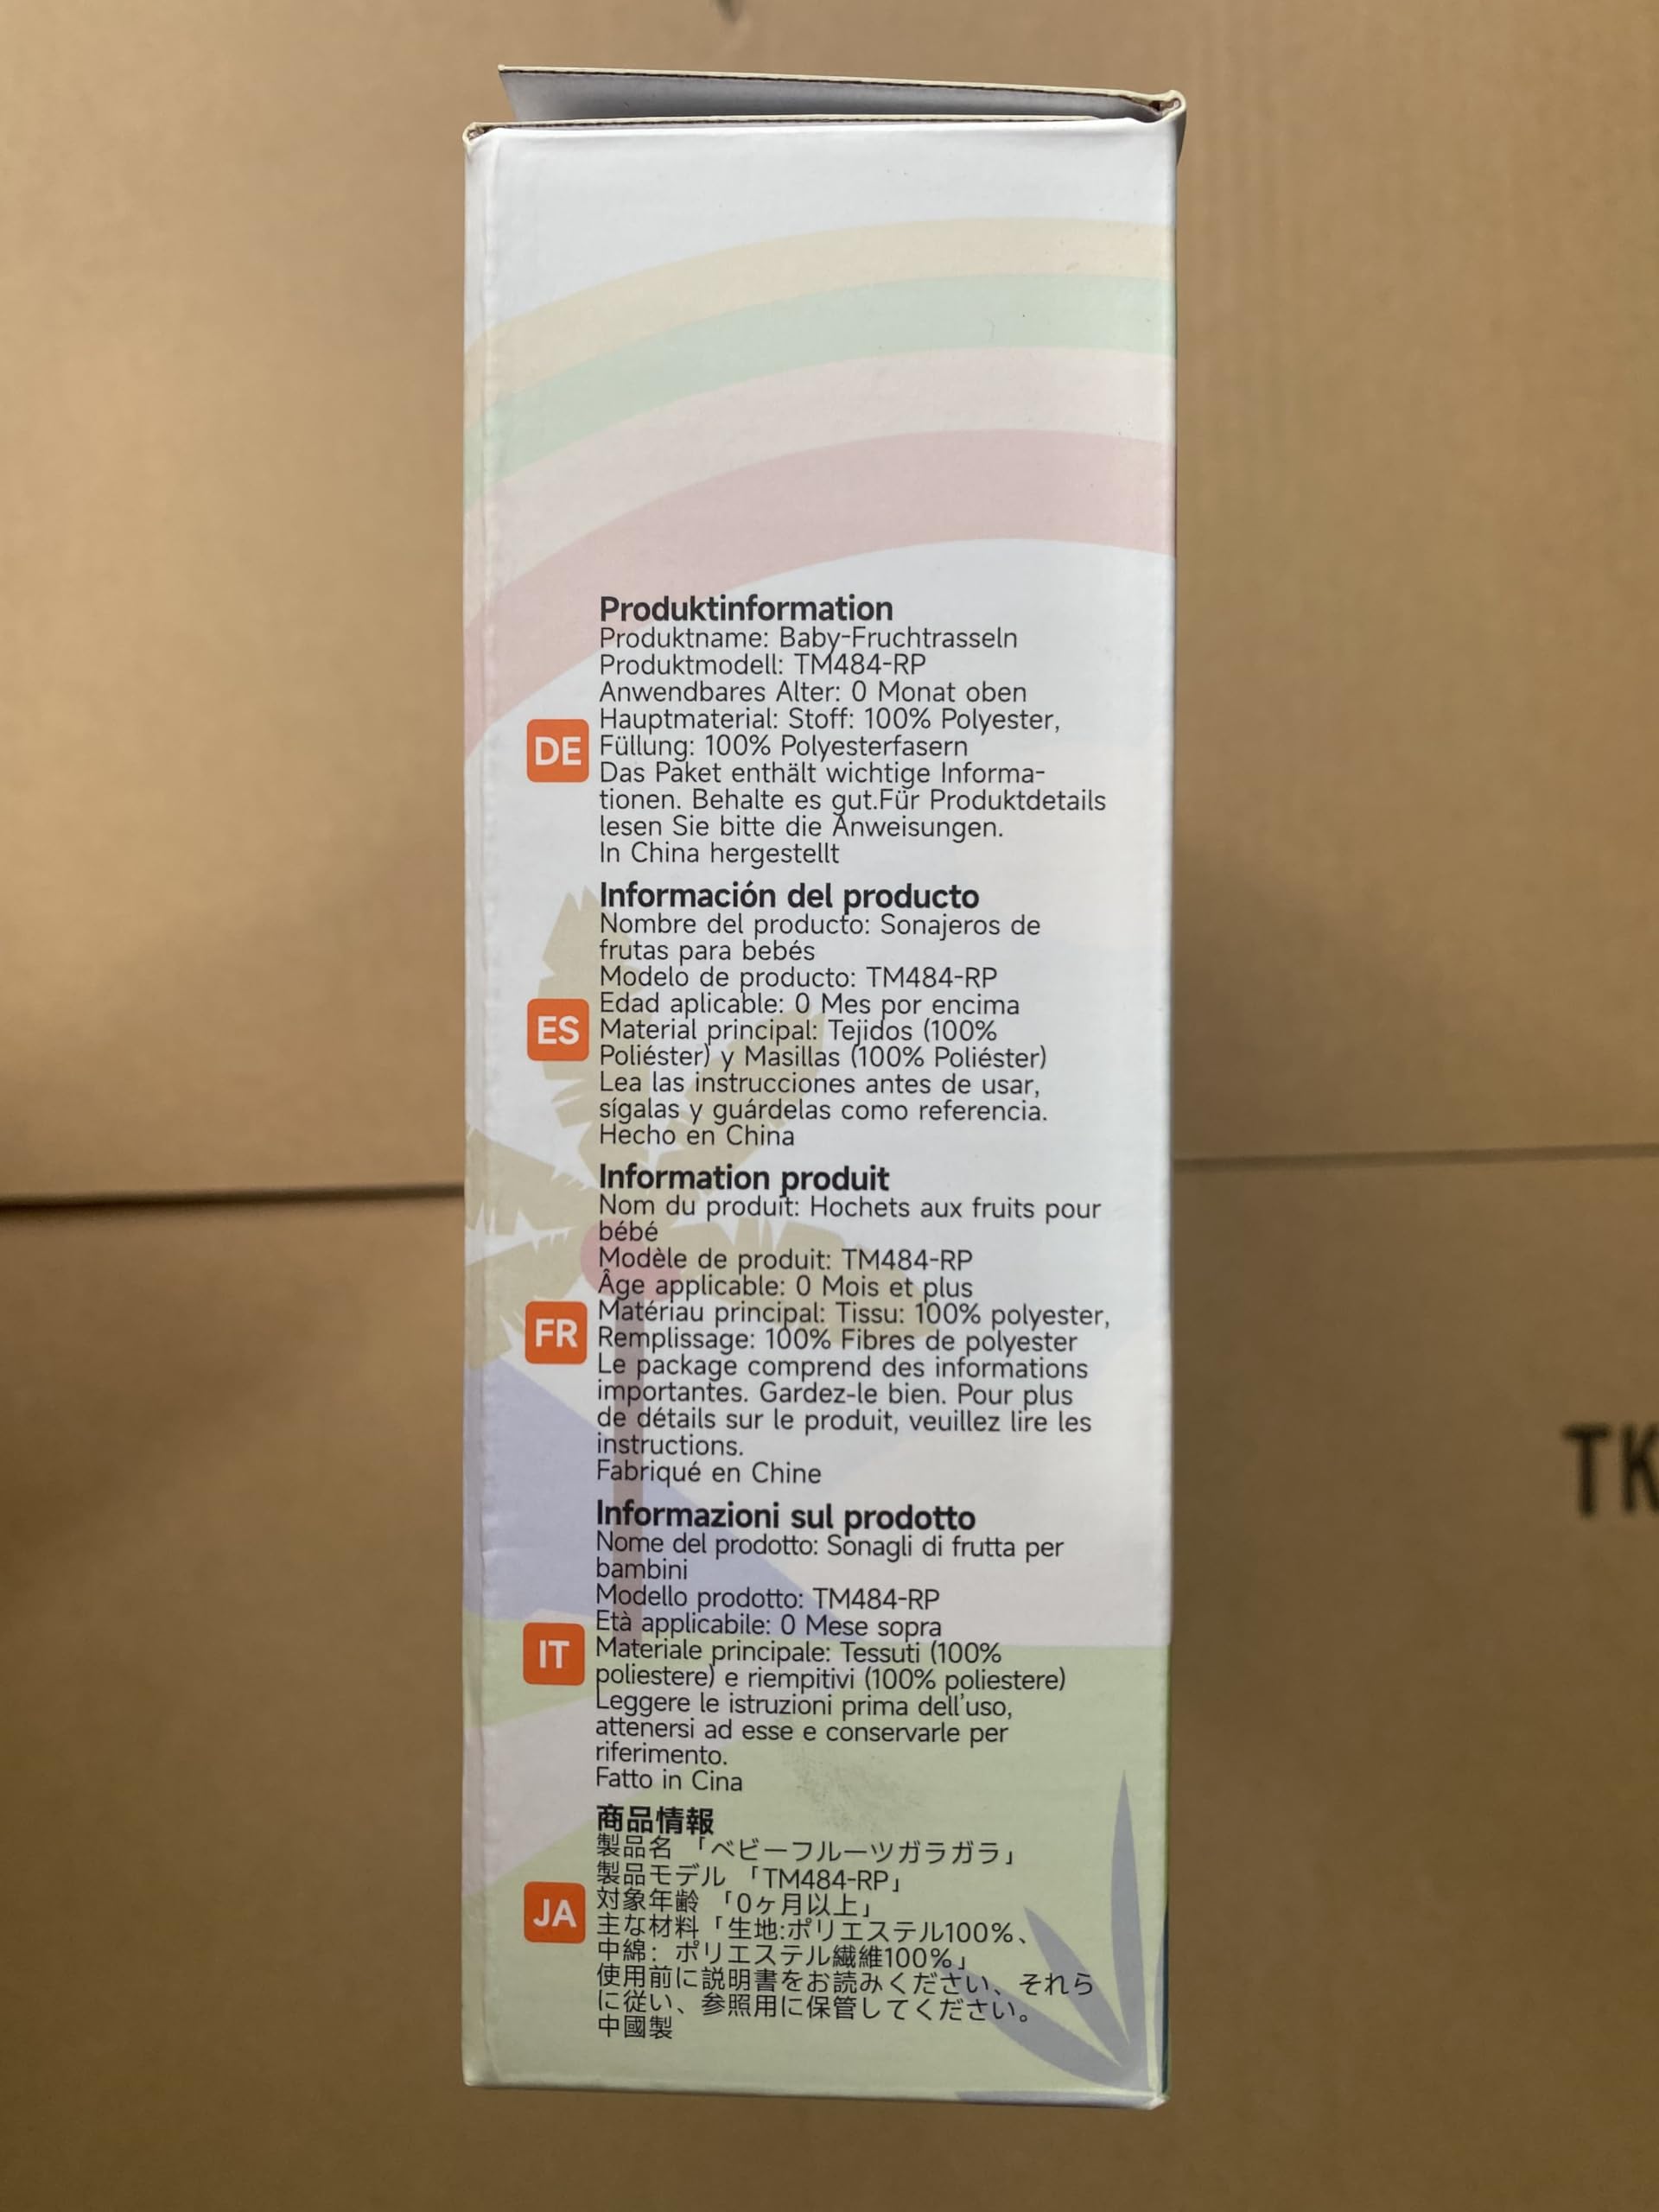 Produktinformation
Produktname: Baby-Fruchtrasseln
Produktmodell: TM484-RP
Anwendbares Alter: 0 Monat oben
Hauptmaterial: Stoff: 100% Polyester,
DE
Füllung: 100% Polyesterfasern
Das Paket enthält wichtige Informa-
tionen. Behalte es gut.Für Produktdetails
lesen Sie bitte die Anweisungen.
In China hergestellt
Información del producto
Nombre del producto: Sonajeros de
frutas para bebés
Modelo de producto: TM484-RP
Edad aplicable: 0 Mes por encima
ES
Material principal: Tejidos (100%
Poliéster) y Masillas (100% Poliéster)
Lea las instrucciones antes de usar,
sígalas y guárdelas como referencia.
Hecho en China
Information produit
Nom du produit: Hochets aux fruits pour
bébé
Modèle de produit: TM484-RP
Âge applicable: 0 Mois et plus
Matériau principal: Tissu: 100% polyester,
FR
Remplissage: 100% Fibres de polyester
Le package comprend des informations
importantes. Gardez-le bien. Pour plus
de détails sur le produit, veuillez lire les
instructions.
Fabriqué en Chine
Informazioni sul prodotto
Nome del prodotto: Sonagli di frutta per
bambini
Modello prodotto: TM484-RP
Età applicabile: 0 Mese sopra
IT
Materiale principale: Tessuti (100%
poliestere) e riempitivi (100% poliestere)
Leggere le istruzioni prima dell'uso,
attenersi ad esse e conservarle per
riferimento.
Fatto in Cina
商品情報
製品名 「ベビーフルーツガラガラ」
製品モデル 「TM484-RP」
対象年齢 「0ヶ月以上」
JA
主な材料「生地:ポリエステル100%、
中綿: ポリエステル繊維100%」
使用前に説明書をお読みください、それら
に従い、参照用に保管してください。
中國製
TK